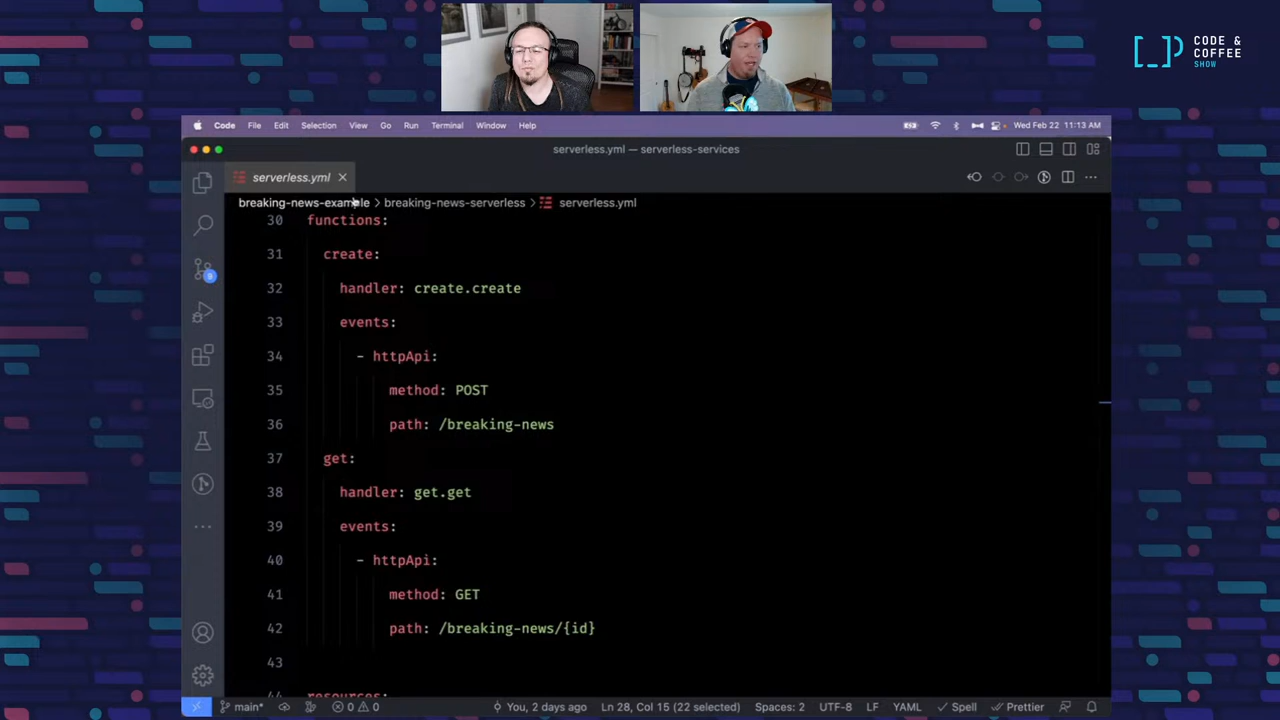 CODE &
COFFEE
SHOW
Code File Edit Selection View Go Run Terminal Window Help Wed Feb 22 11:13 AM
serverless.yml — serverless-services
serverless.yml
breaking-news-example > breaking-news-serverless > serverless.yml
30 functions:
31 create:
32 handler: create.create
33 events:
34 - httpApi:
35 method: POST
36 path: /breaking-news
37 get:
38 handler: get.get
39 events:
40 - httpApi:
41 method: GET
42 path: /breaking-news/{id}
43
44 resources:
main* 0 0 You, 2 days ago Ln 28, Col 15 (22 selected) Spaces: 2 UTF-8 LF YAML Spell Prettier